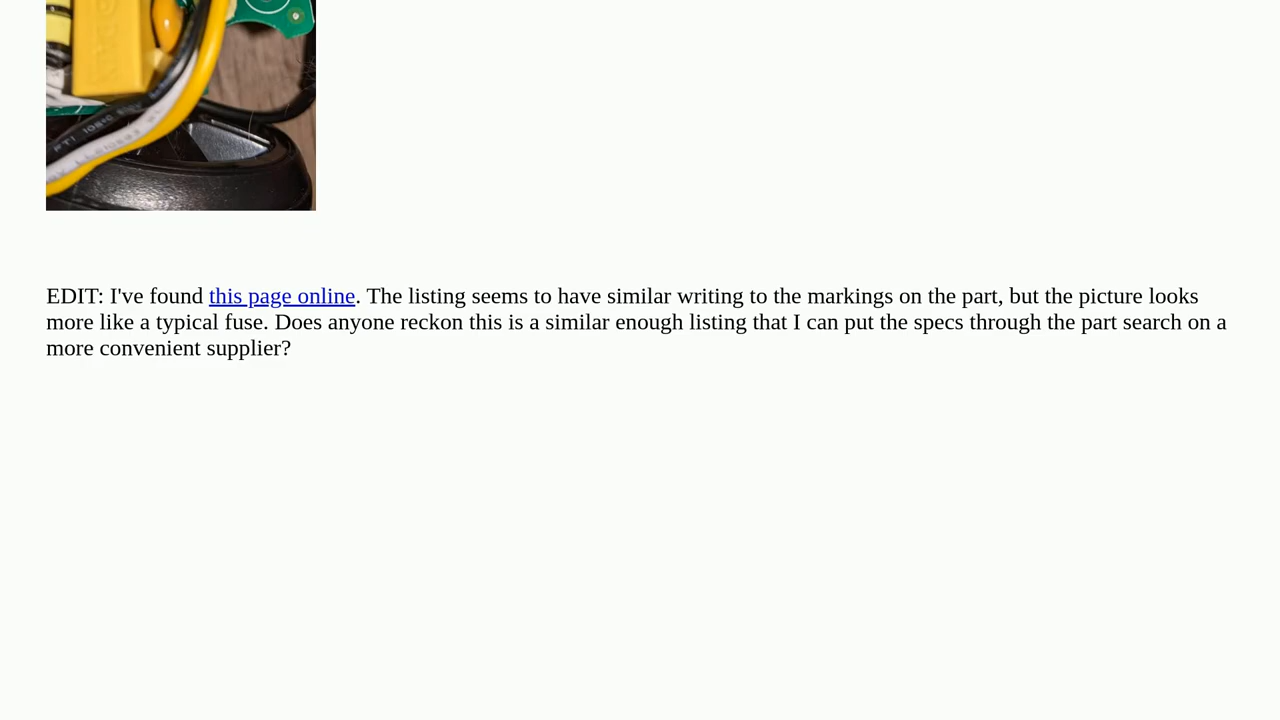 EDIT: I've found this page online. The listing seems to have similar writing to the markings on the part, but the picture looks
more like a typical fuse. Does anyone reckon this is a similar enough listing that I can put the specs through the part search on a
more convenient supplier?